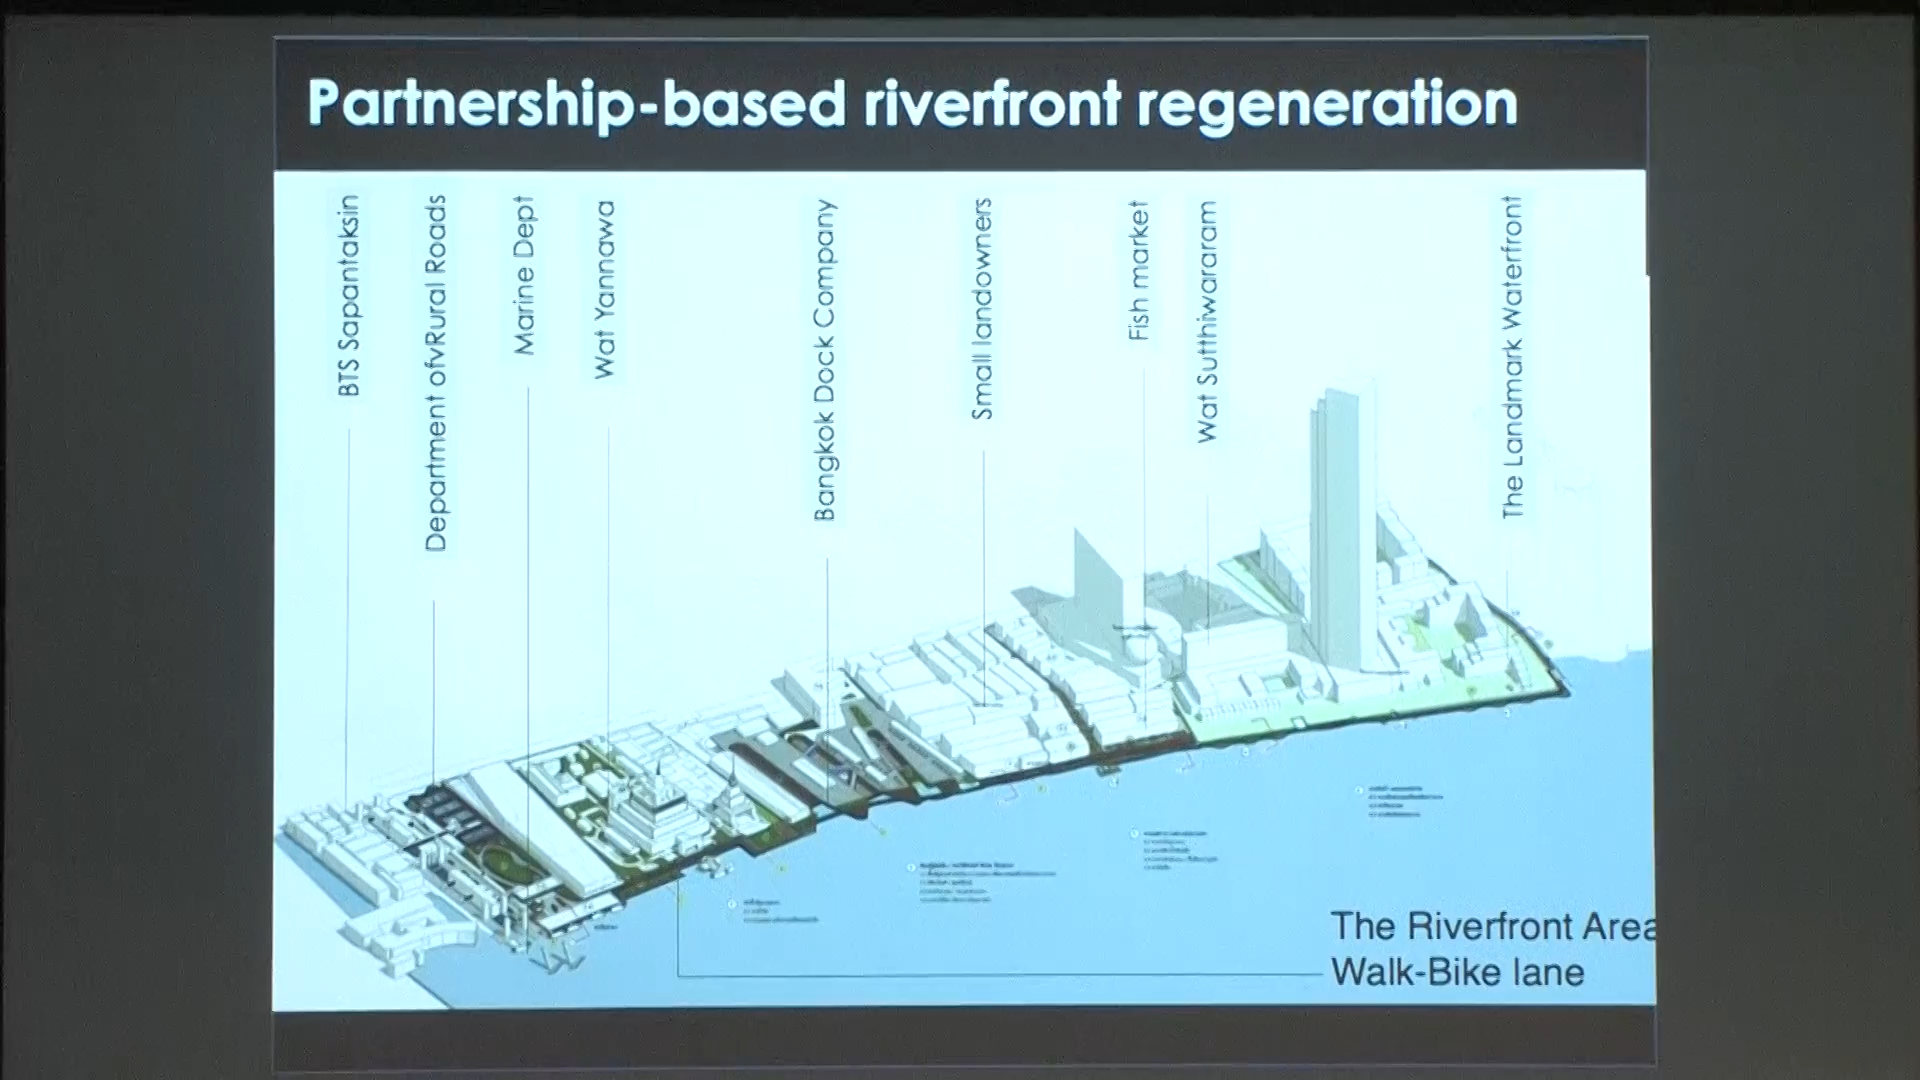 Partnership-based riverfront regeneration
BTS Sapantaksin
Department ofvRural Roads
Marine Dept
Wat Yannawa
Bangkok Dock Company
Small landowners
Fish market
Wat Sutthiwararam
The Landmark Waterfront
The Riverfront Area
Walk-Bike lane